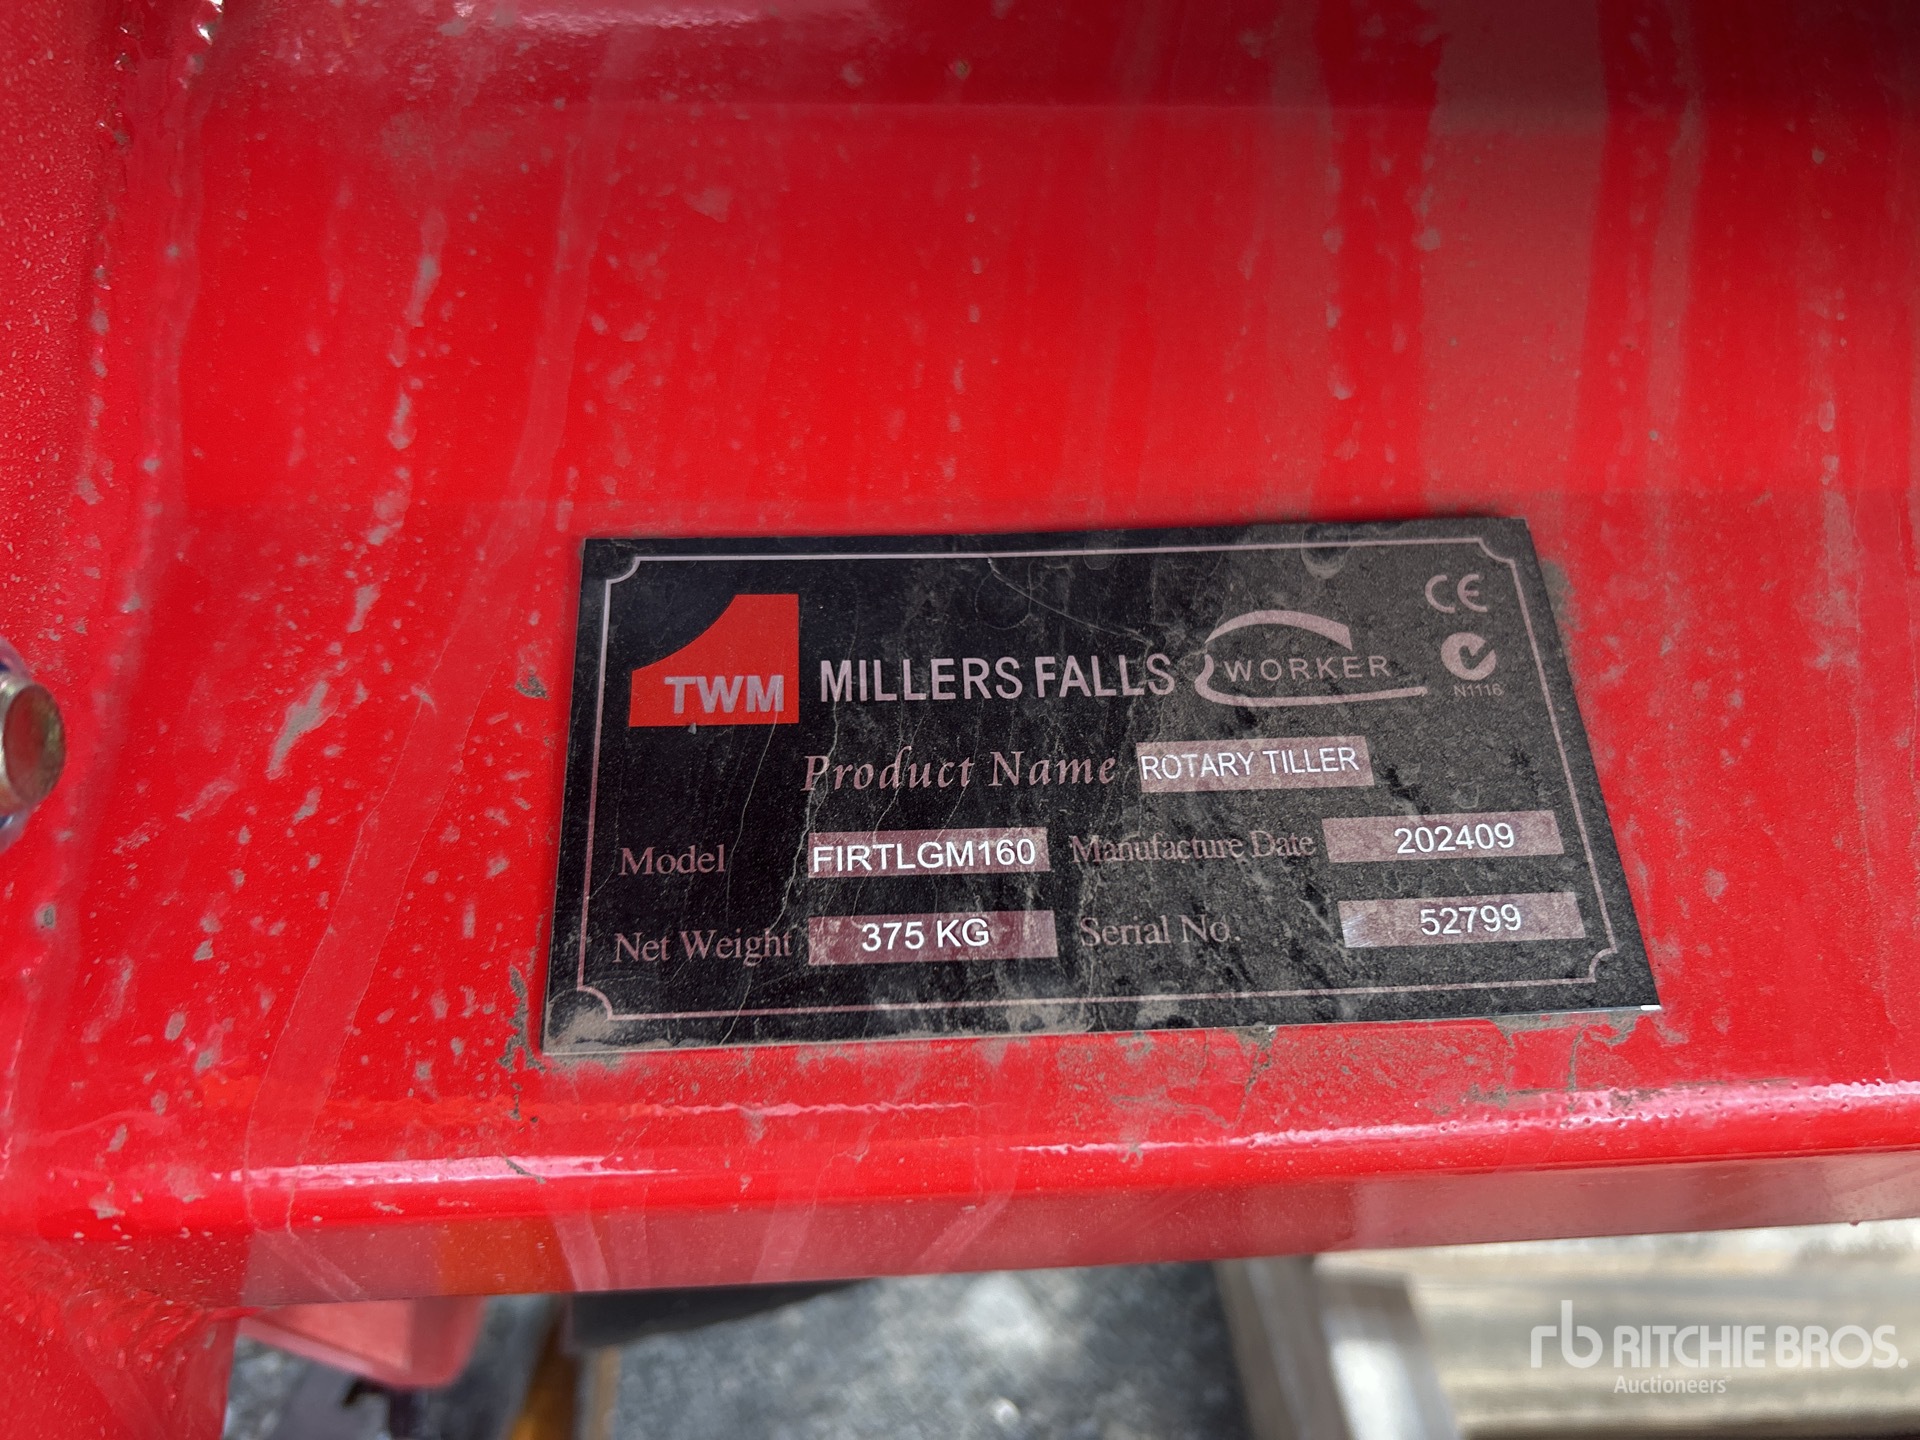 TWM MILLERS FALLS WORKER CE
N1116
Product Name ROTARY TILLER
Model FIRTLGM160 Manufacture Date 202409
Net Weight 375 KG Serial No. 52799
rb RITCHIE BROS.
Auctioneers